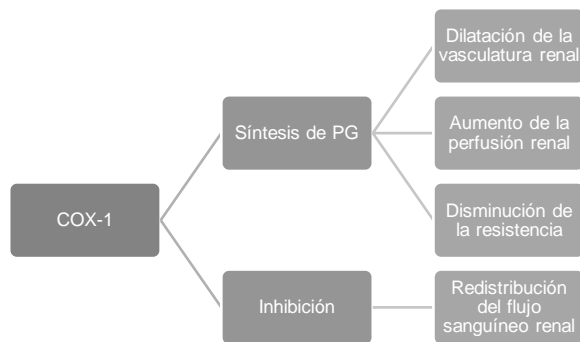 COX-1
Síntesis de PG
Dilatación de la
vasculatura renal
Aumento de la
perfusión renal
Disminución de
la resistencia
Inhibición
Redistribución
del flujo
sanguíneo renal